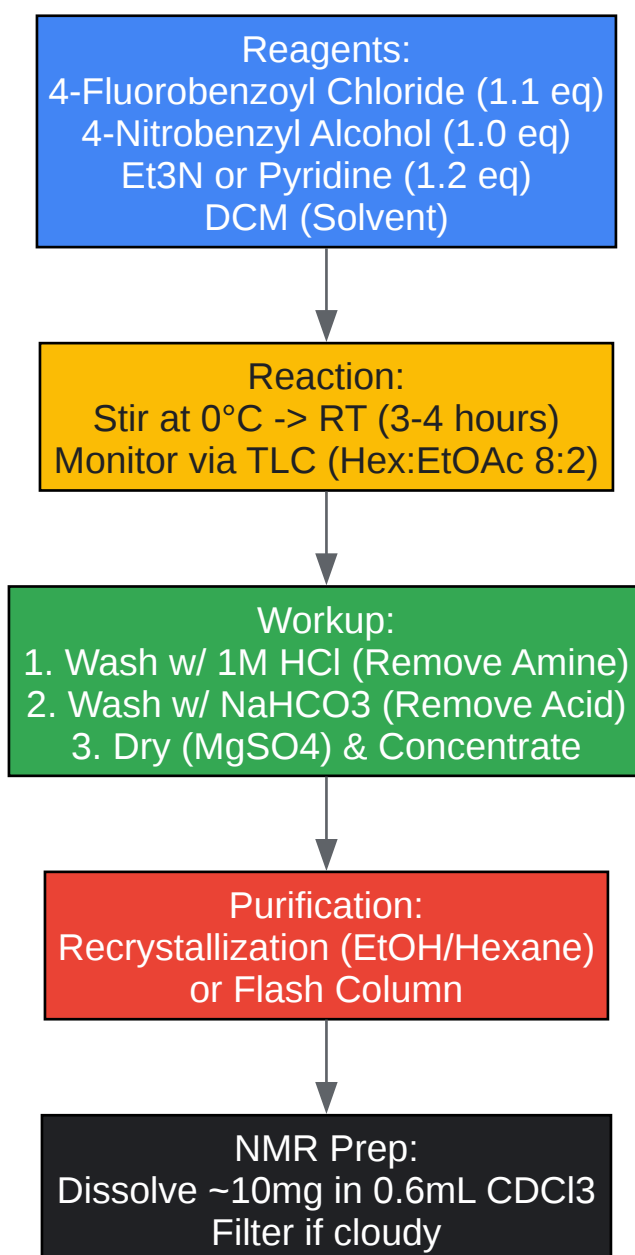 Reagents:
4-Fluorobenzoyl Chloride (1.1 eq)
4-Nitrobenzyl Alcohol (1.0 eq)
Et3N or Pyridine (1.2 eq)
DCM (Solvent)
Reaction:
Stir at 0°C -> RT (3-4 hours)
Monitor via TLC (Hex:EtOAc 8:2)
Workup:
1. Wash w/ 1M HCl (Remove Amine)
2. Wash w/ NaHCO3 (Remove Acid)
3. Dry (MgSO4) & Concentrate
Purification:
Recrystallization (EtOH/Hexane)
or Flash Column
NMR Prep:
Dissolve ~10mg in 0.6mL CDCl3
Filter if cloudy